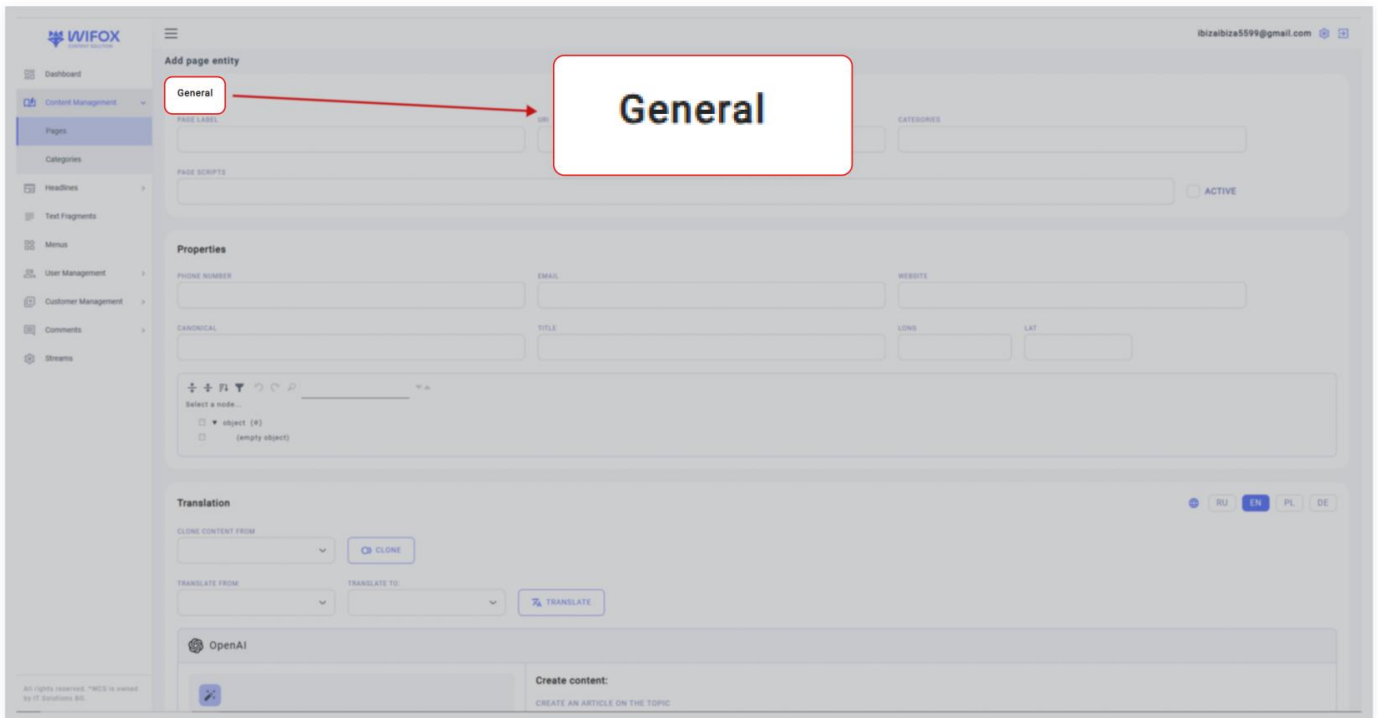 WIFOX
CONTENT SOLUTION
ibizaibiza5599@gmail.com
Dashboard
Content Management
Pages
Categories
Headlines
Text Fragments
Menus
User Management
Customer Management
Comments
Streams
All rights reserved. "WCS is owned
by IT Solutions BG.
Add page entity
General
General
PAGE LABEL
URI
CATEGORIES
PAGE SCRIPTS
ACTIVE
Properties
PHONE NUMBER
EMAIL
WEBSITE
CANONICAL
TITLE
LONG
LAT
Select a node...
object {0}
(empty object)
Translation
RU
EN
PL
DE
CLONE CONTENT FROM
CLONE
TRANSLATE FROM
TRANSLATE TO
TRANSLATE
OpenAI
Create content:
CREATE AN ARTICLE ON THE TOPIC